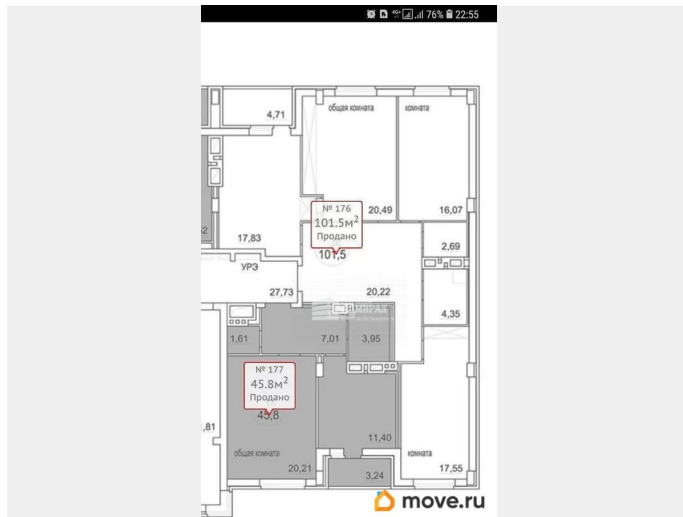 4G+ 76% 22:55
4,71
общая комната
комната
20,49
16,07
17,83
№ 176
101.5м²
Продано
101,5
2,69
УРЭ
27,73
20,22
4,35
1,61
7,01
3,95
№ 177
45.8м²
Продано
45,8
,81
общая комната
20,21
11,40
комната
17,55
3,24
move.ru